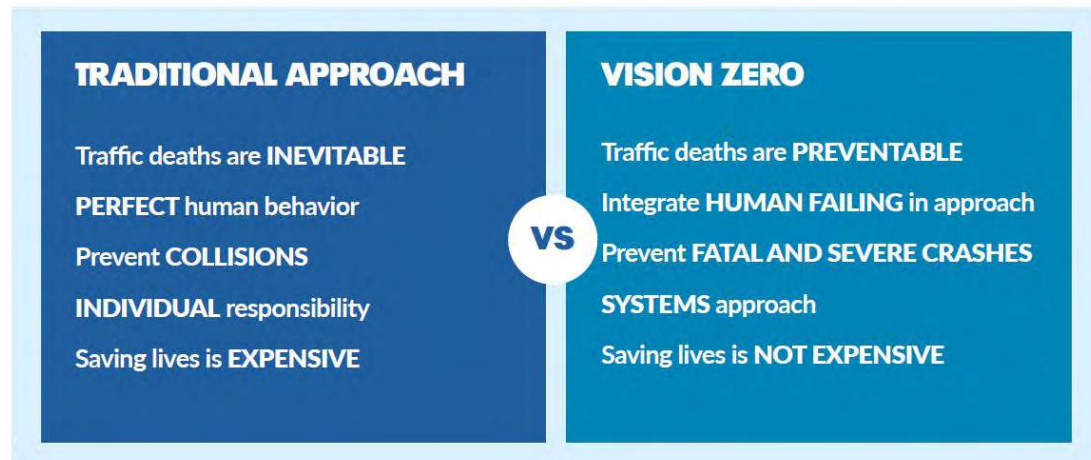 TRADITIONAL APPROACH
Traffic deaths are INEVITABLE
PERFECT human behavior
Prevent COLLISIONS
INDIVIDUAL responsibility
Saving lives is EXPENSIVE
VS
VISION ZERO
Traffic deaths are PREVENTABLE
Integrate HUMAN FAILING in approach
Prevent FATAL AND SEVERE CRASHES
SYSTEMS approach
Saving lives is NOT EXPENSIVE